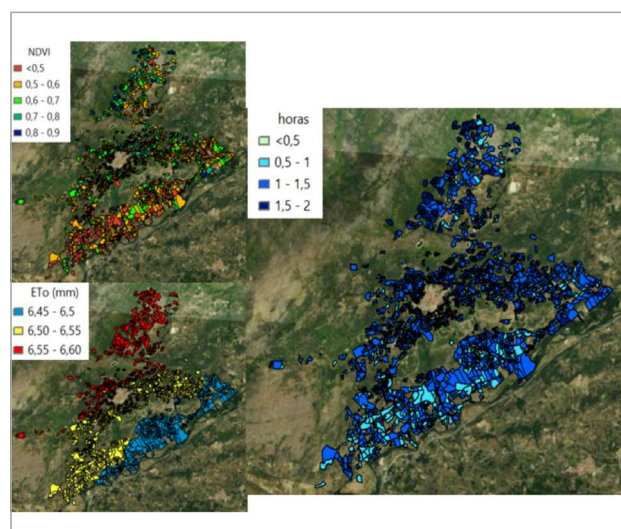 NDVI
<0,5
0,5 - 0,6
0,6 - 0,7
0,7 - 0,8
0,8 - 0,9
ETo (mm)
6,45 - 6,5
6,50 - 6,55
6,55 - 6,60
horas
<0,5
0,5 - 1
1 - 1,5
1,5 - 2